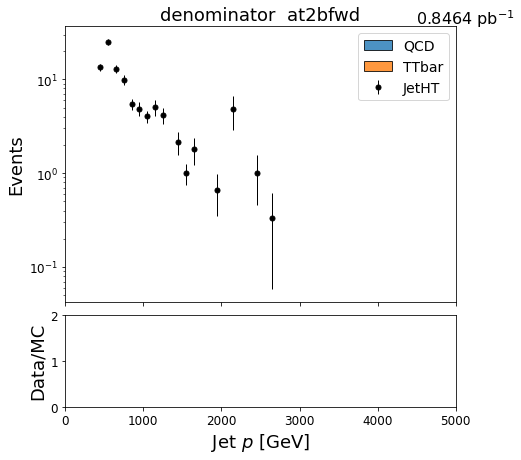 denominator  at2bfwd
0.8464 pb⁻¹
QCD
TTbar
JetHT
Events
10¹
10⁰
10⁻¹
Data/MC
2
1
0
0 1000 2000 3000 4000 5000
Jet p [GeV]